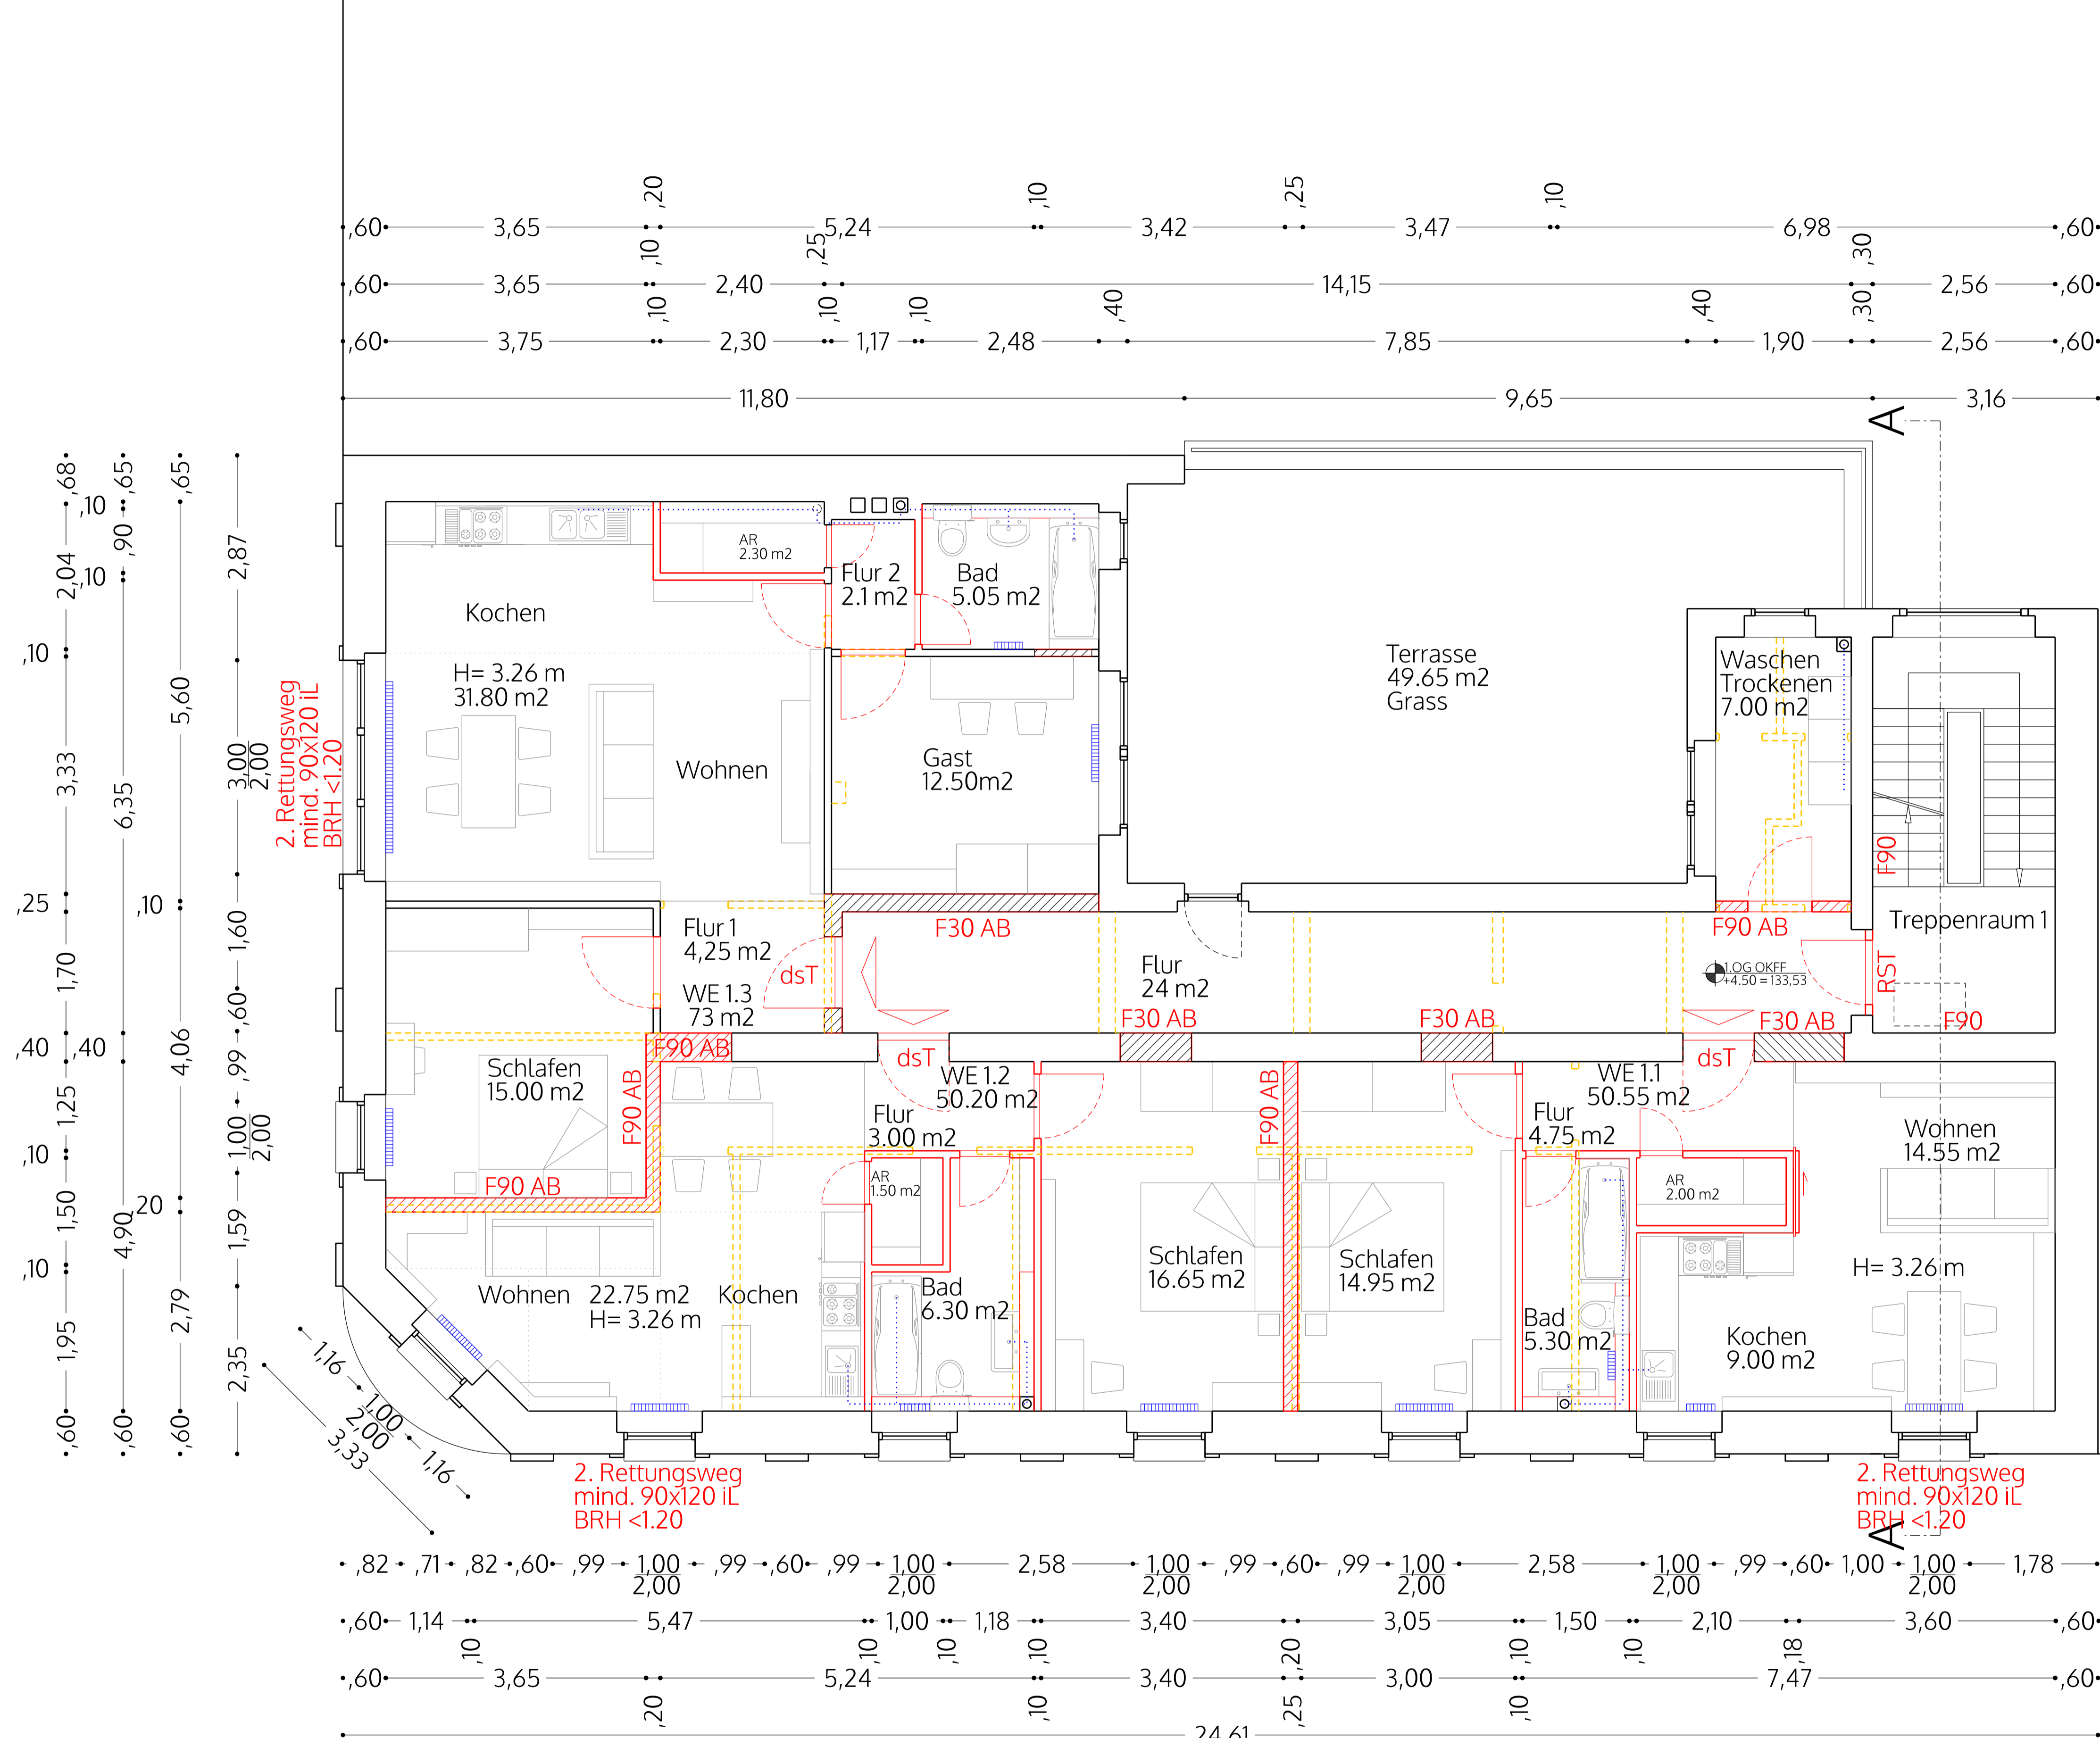 ,20
,10
,25
,10
,60
3,65
5,24
3,42
3,47
6,98
,60
,10
,25
,30
,60
3,65
2,40
14,15
2,56
,60
,10
,10
,10
,40
,40
,30
,60
3,75
2,30
1,17
2,48
7,85
1,90
2,56
,60
11,80
9,65
3,16
A
,68
,65
,65
,10
,90
2,87
2,04
,10
,10
5,60
3,33
6,35
3,00
2,00
,25
,10
1,60
1,70
,60
,40
,40
4,06
,99
1,25
1,00
2,00
,10
1,50
,20
4,90
1,59
,10
2,79
1,95
2,35
,60
,60
,60
1,16
1,00
2,00
1,16
3,33
2. Rettungsweg
mind. 90x120 iL
BRH <1.20
AR
2.30 m2
Flur 2
2.1 m2
Bad
5.05 m2
Kochen
H= 3.26 m
31.80 m2
Wohnen
Gast
12.50m2
Terrasse
49.65 m2
Grass
Waschen
Trockenen
7.00 m2
F90
Treppenraum 1
Flur 1
4,25 m2
dsT
F30 AB
F90 AB
Flur
24 m2
1.OG OKFF
+4.50 = 133,53
RST
WE 1.3
73 m2
F30 AB
F30 AB
F30 AB
F90
F90 AB
dsT
dsT
Schlafen
15.00 m2
F90 AB
WE 1.2
50.20 m2
F90 AB
WE 1.1
50.55 m2
Flur
3.00 m2
Flur
4.75 m2
Wohnen
14.55 m2
F90 AB
AR
1.50 m2
AR
2.00 m2
Schlafen
16.65 m2
Schlafen
14.95 m2
H= 3.26 m
Wohnen
22.75 m2
H= 3.26 m
Kochen
Bad
6.30 m2
Bad
5.30 m2
Kochen
9.00 m2
2. Rettungsweg
mind. 90x120 iL
BRH <1.20
2. Rettungsweg
mind. 90x120 iL
BRH <1.20
A
,82
,71
,82
,60
,99
1,00
2,00
,99
,60
,99
1,00
2,00
2,58
1,00
2,00
,99
,60
,99
1,00
2,00
2,58
1,00
2,00
,99
,60
1,00
1,00
2,00
1,78
,60
1,14
5,47
1,00
1,18
3,40
3,05
1,50
2,10
3,60
,60
,10
,10
,10
,10
,20
,10
,10
,18
,60
3,65
5,24
3,40
3,00
7,47
,60
,20
,10
,25
,10
24,61